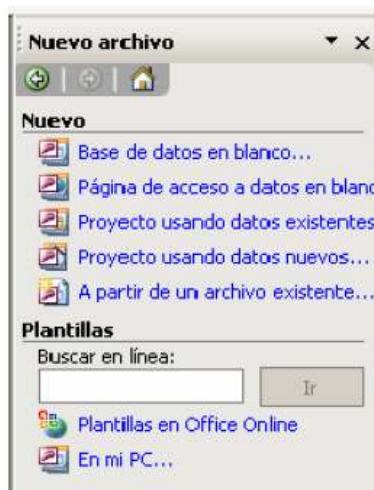 Nuevo archivo
Nuevo
Base de datos en blanco...
Página de acceso a datos en blanc
Proyecto usando datos existentes
Proyecto usando datos nuevos...
A partir de un archivo existente...
Plantillas
Buscar en línea:
Ir
Plantillas en Office Online
En mi PC...